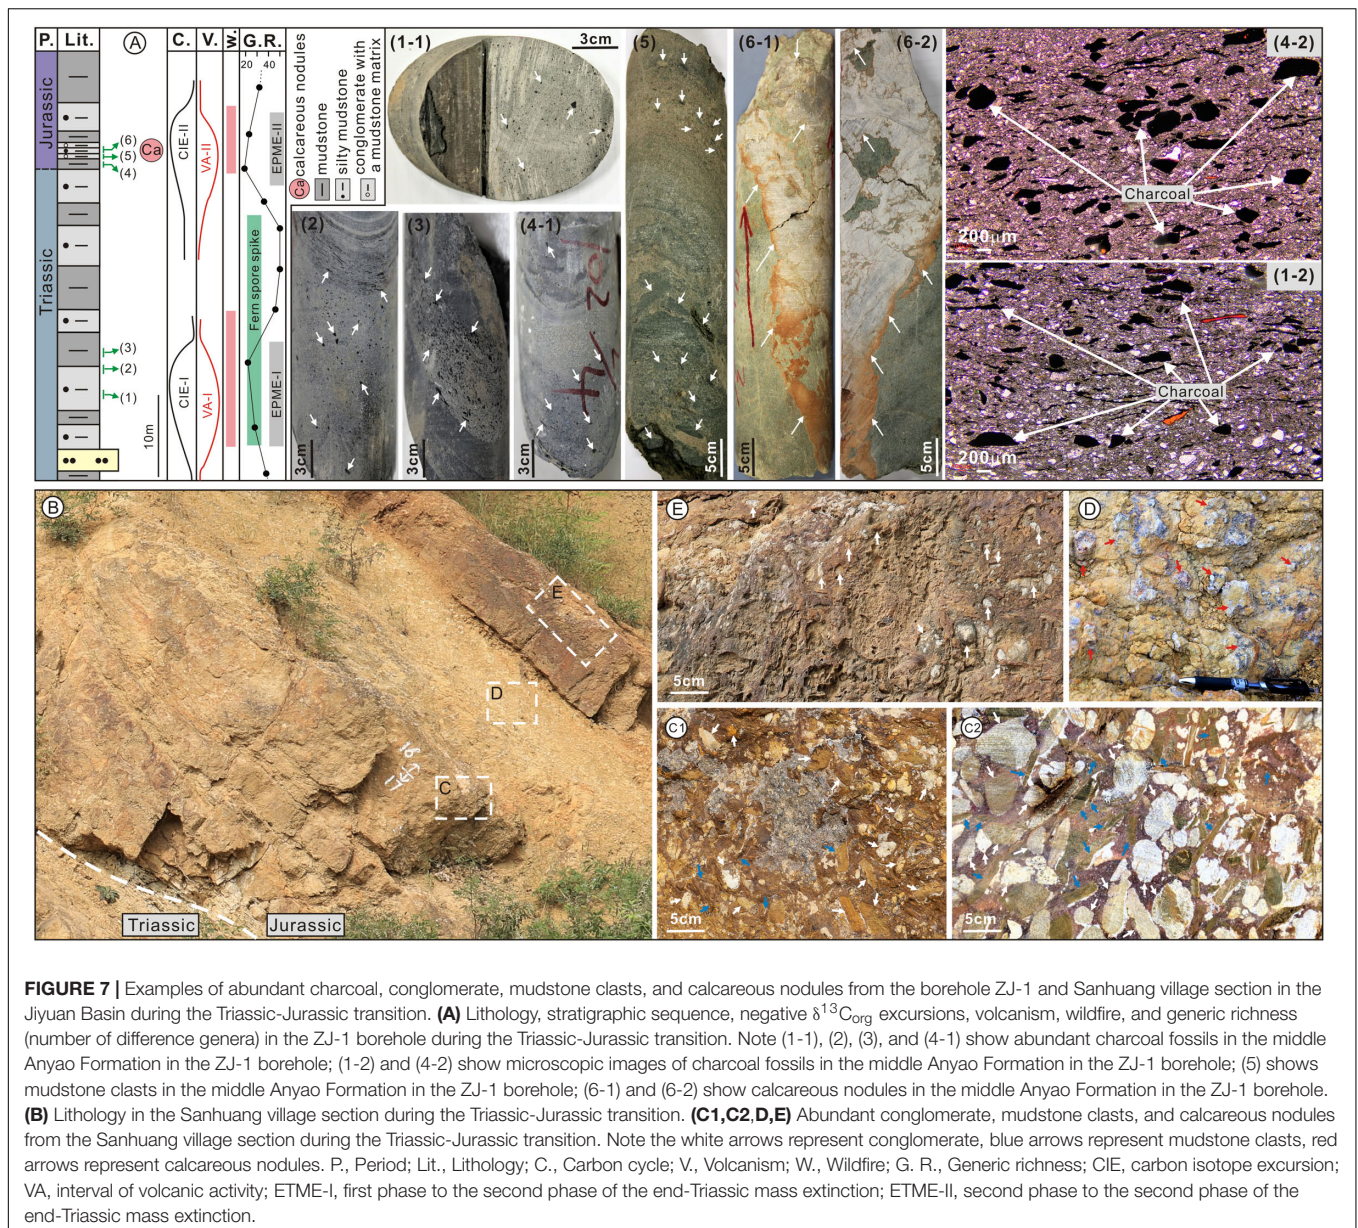 P. Lit. A C. V. W. G.R.
20 40
Jurassic
Triassic
(6)
(5)
(4)
Ca
(3)
(2)
(1)
10m
CIE-II
VA-II
EPME-II
Fern spore spike
CIE-I
VA-I
EPME-I
Ca calcareous nodules
mudstone
silty mudstone
conglomerate with
a mudstone matrix
(1-1)
3cm
(2)
3cm
(3)
3cm
(4-1)
102
4
3cm
(5)
5cm
(6-1)
5cm
(6-2)
5cm
(4-2)
Charcoal
200μm
(1-2)
Charcoal
200μm
B
E
D
C
Triassic
Jurassic
E
5cm
D
C1
5cm
C2
5cm
FIGURE 7 | Examples of abundant charcoal, conglomerate, mudstone clasts, and calcareous nodules from the borehole ZJ-1 and Sanhuang village section in the
Jiyuan Basin during the Triassic-Jurassic transition. (A) Lithology, stratigraphic sequence, negative δ¹³Corg excursions, volcanism, wildfire, and generic richness
(number of difference genera) in the ZJ-1 borehole during the Triassic-Jurassic transition. Note (1-1), (2), (3), and (4-1) show abundant charcoal fossils in the middle
Anyao Formation in the ZJ-1 borehole; (1-2) and (4-2) show microscopic images of charcoal fossils in the middle Anyao Formation in the ZJ-1 borehole; (5) shows
mudstone clasts in the middle Anyao Formation in the ZJ-1 borehole; (6-1) and (6-2) show calcareous nodules in the middle Anyao Formation in the ZJ-1 borehole.
(B) Lithology in the Sanhuang village section during the Triassic-Jurassic transition. (C1,C2,D,E) Abundant conglomerate, mudstone clasts, and calcareous nodules
from the Sanhuang village section during the Triassic-Jurassic transition. Note the white arrows represent conglomerate, blue arrows represent mudstone clasts, red
arrows represent calcareous nodules. P., Period; Lit., Lithology; C., Carbon cycle; V., Volcanism; W., Wildfire; G. R., Generic richness; CIE, carbon isotope excursion;
VA, interval of volcanic activity; ETME-I, first phase to the second phase of the end-Triassic mass extinction; ETME-II, second phase to the second phase of the
end-Triassic mass extinction.